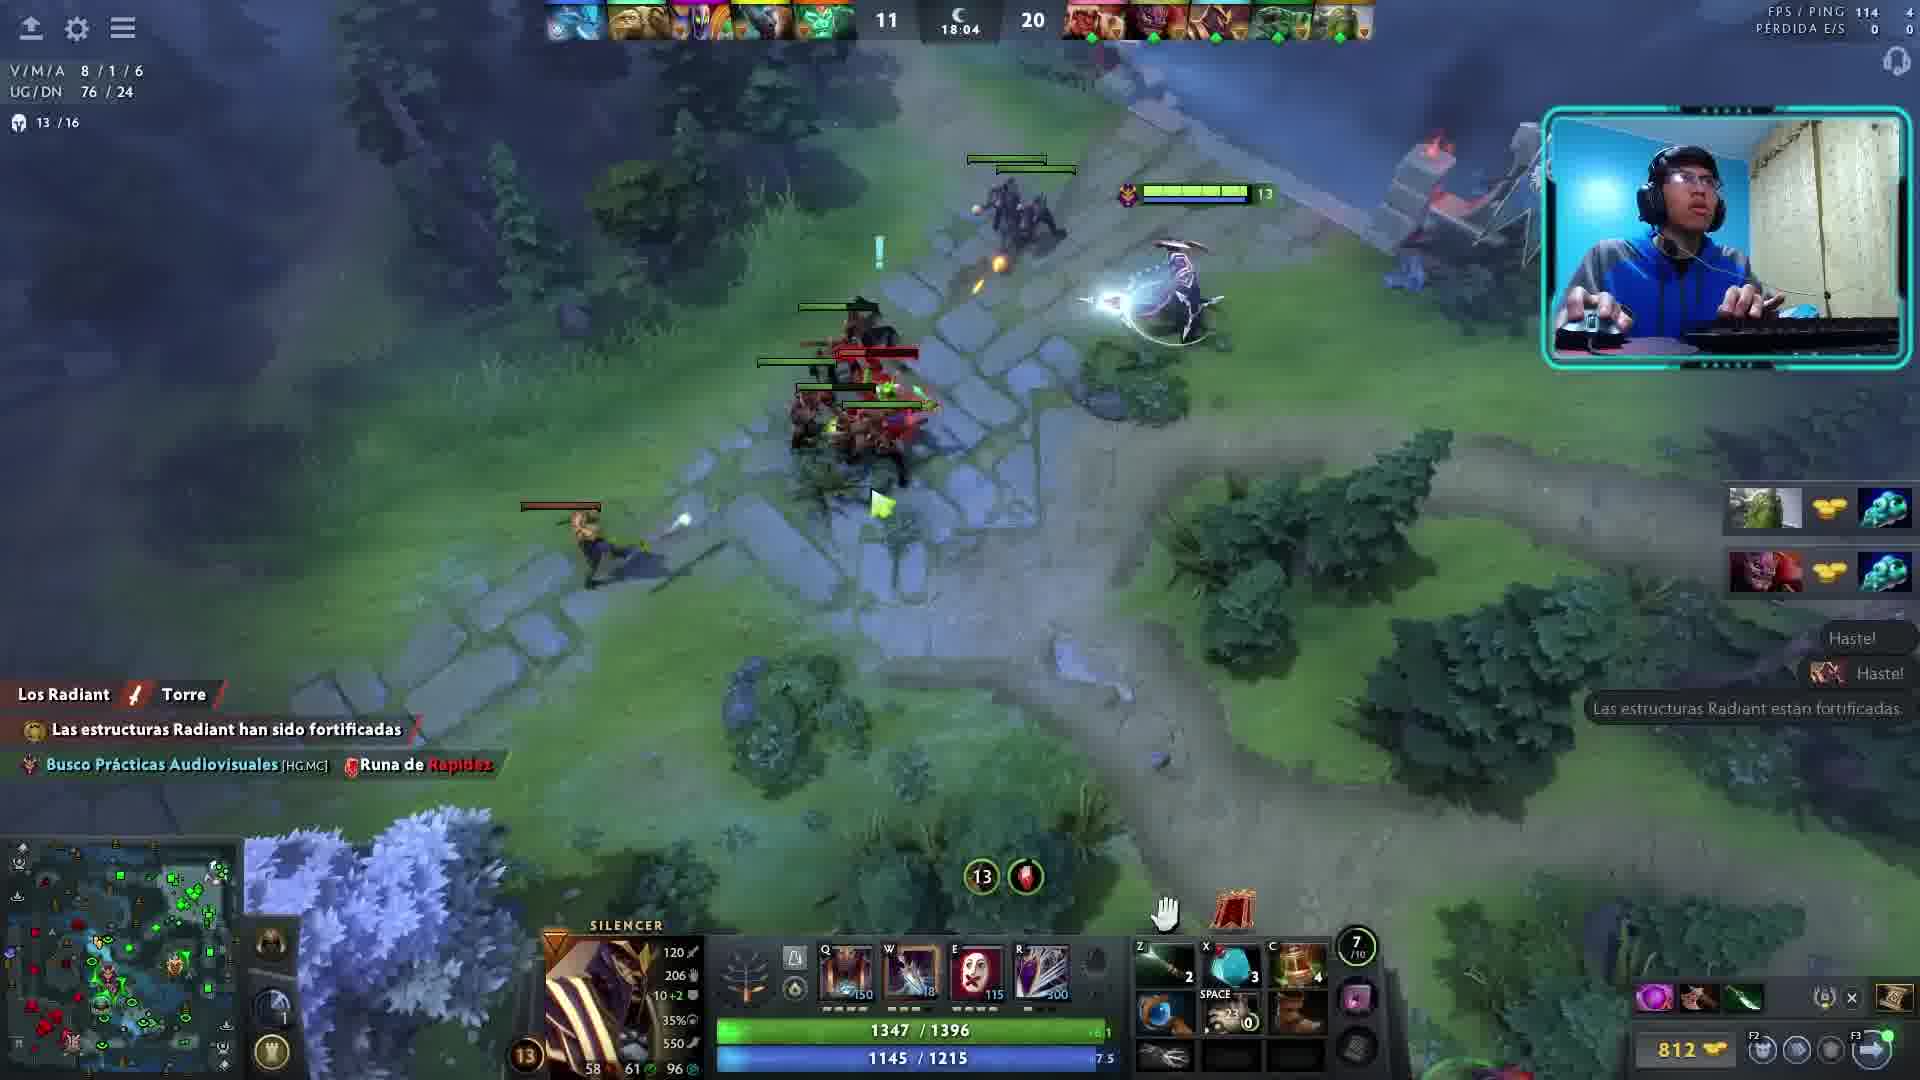 11
18:04
20
FPS / PING 114 4
PÉRDIDA E/S 0 0
V/M/A 8 / 1 / 6
UG/DN 76 / 24
13 /16
13
Haste!
Haste!
Las estructuras Radiant están fortificadas.
Los Radiant Torre
Las estructuras Radiant han sido fortificadas
Busco Prácticas Audiovisuales [HG.MC] Runa de Rapidez
13
SILENCER
120
206
10 +2
35%
550
58 61 96
13
1
Q 150
W 18
E 115
R 300
1347 / 1396
1145 / 1215
7.5
Z 2
X 3
C 4
SPACE 23 0
7
/10
812
F2
F3